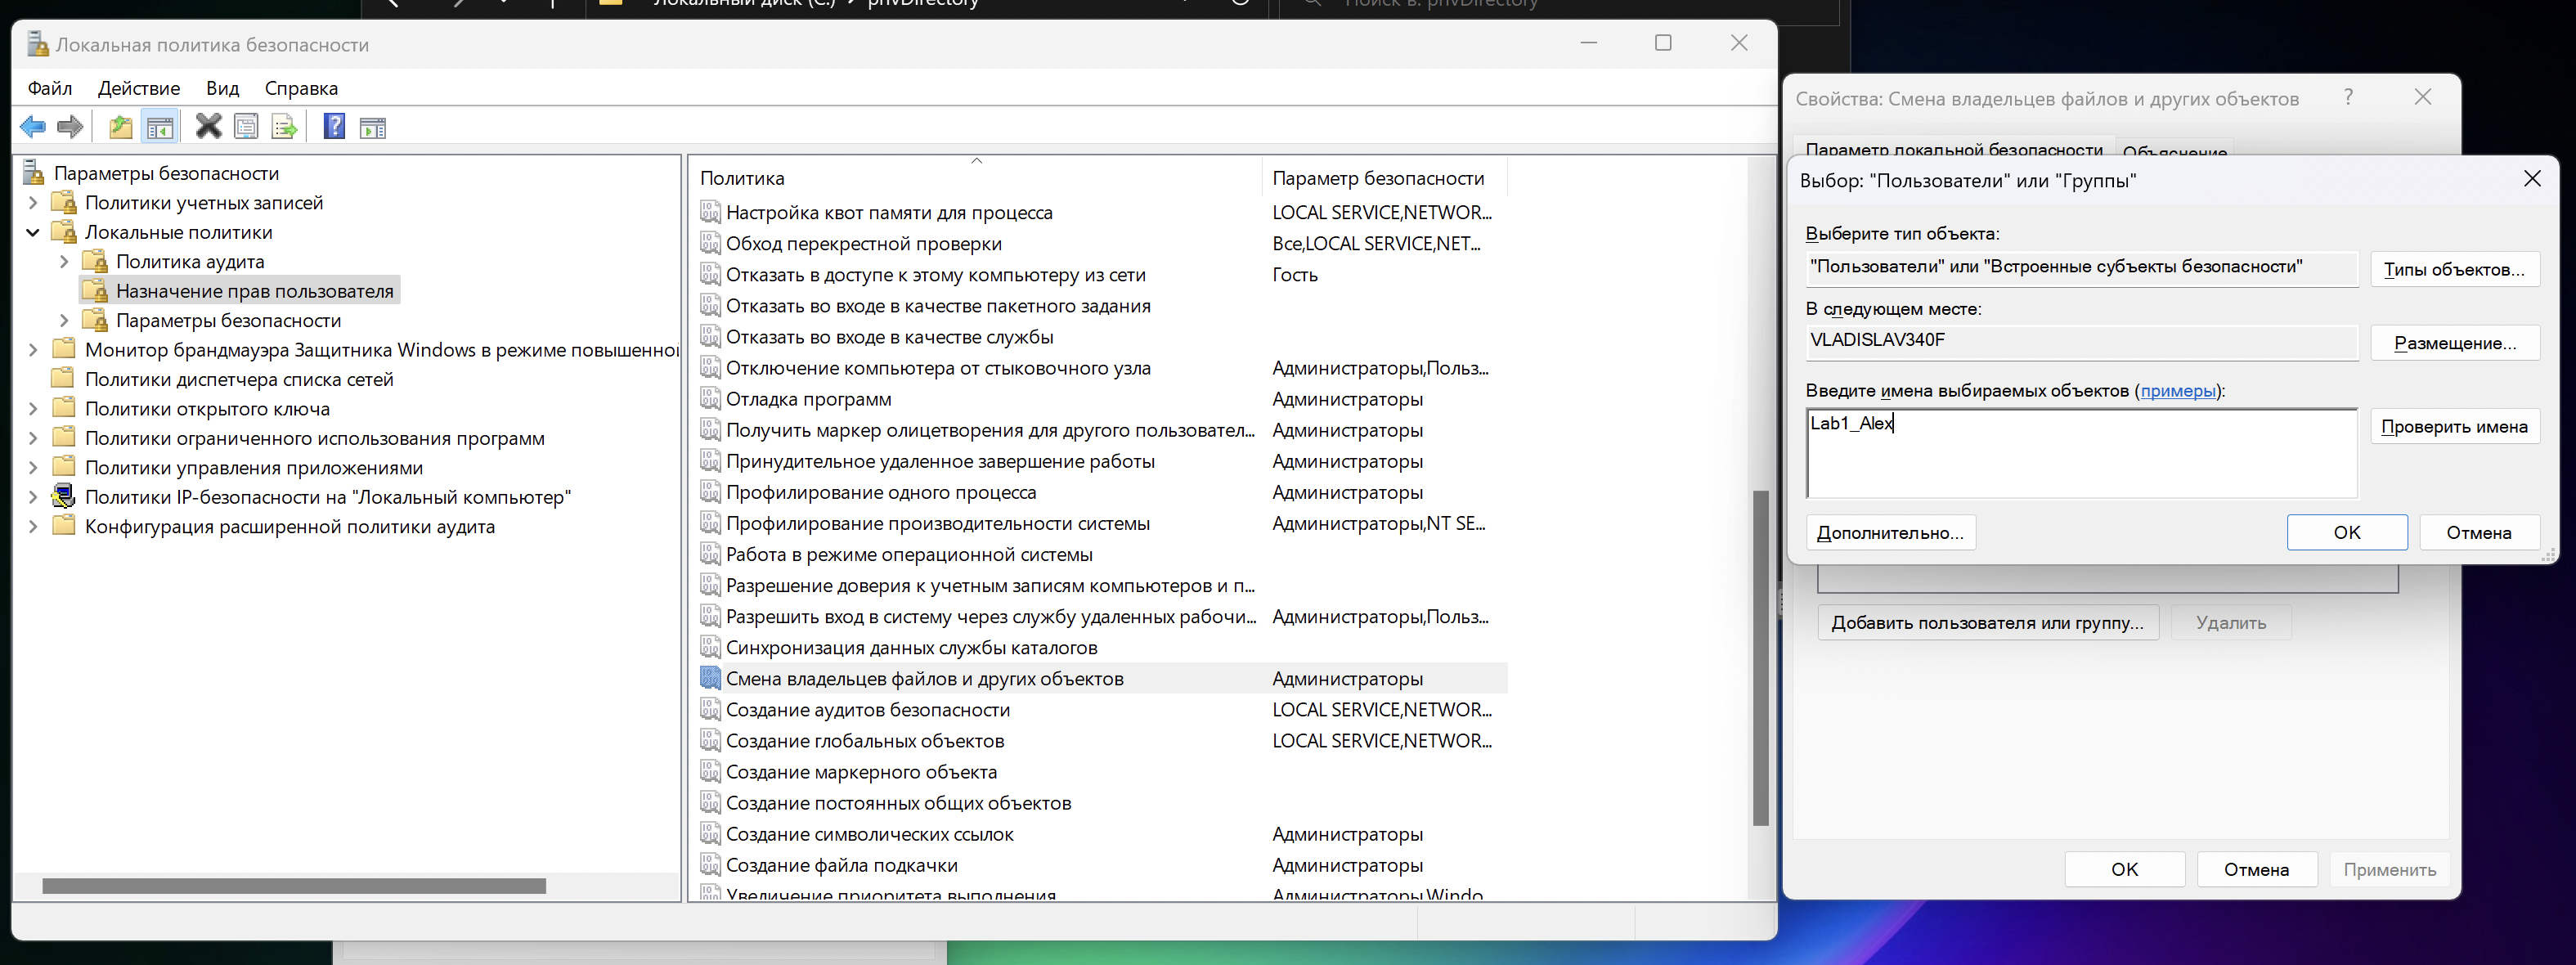 Локальный диск (C:) > privDirectory
Поиск в: privDirectory
Локальная политика безопасности
Файл Действие Вид Справка
Параметры безопасности
Политики учетных записей
Локальные политики
Политика аудита
Назначение прав пользователя
Параметры безопасности
Монитор брандмауэра Защитника Windows в режиме повышенной
Политики диспетчера списка сетей
Политики открытого ключа
Политики ограниченного использования программ
Политики управления приложениями
Политики IP-безопасности на "Локальный компьютер"
Конфигурация расширенной политики аудита
Политика Параметр безопасности
Настройка квот памяти для процесса LOCAL SERVICE,NETWOR...
Обход перекрестной проверки Все,LOCAL SERVICE,NET...
Отказать в доступе к этому компьютеру из сети Гость
Отказать во входе в качестве пакетного задания
Отказать во входе в качестве службы
Отключение компьютера от стыковочного узла Администраторы,Польз...
Отладка программ Администраторы
Получить маркер олицетворения для другого пользовател... Администраторы
Принудительное удаленное завершение работы Администраторы
Профилирование одного процесса Администраторы
Профилирование производительности системы Администраторы,NT SE...
Работа в режиме операционной системы
Разрешение доверия к учетным записям компьютеров и п...
Разрешить вход в систему через службу удаленных рабочи... Администраторы,Польз...
Синхронизация данных службы каталогов
Смена владельцев файлов и других объектов Администраторы
Создание аудитов безопасности LOCAL SERVICE,NETWOR...
Создание глобальных объектов LOCAL SERVICE,NETWOR...
Создание маркерного объекта
Создание постоянных общих объектов
Создание символических ссылок Администраторы
Создание файла подкачки Администраторы
Увеличение приоритета выполнения Администраторы,Windo
Свойства: Смена владельцев файлов и других объектов ?
Параметр локальной безопасности Объяснение
Выбор: "Пользователи" или "Группы"
Выберите тип объекта:
"Пользователи" или "Встроенные субъекты безопасности" Типы объектов...
В следующем месте:
VLADISLAV340F Размещение...
Введите имена выбираемых объектов (примеры):
Lab1_Alex Проверить имена
Дополнительно... ОК Отмена
Добавить пользователя или группу... Удалить
ОК Отмена Применить